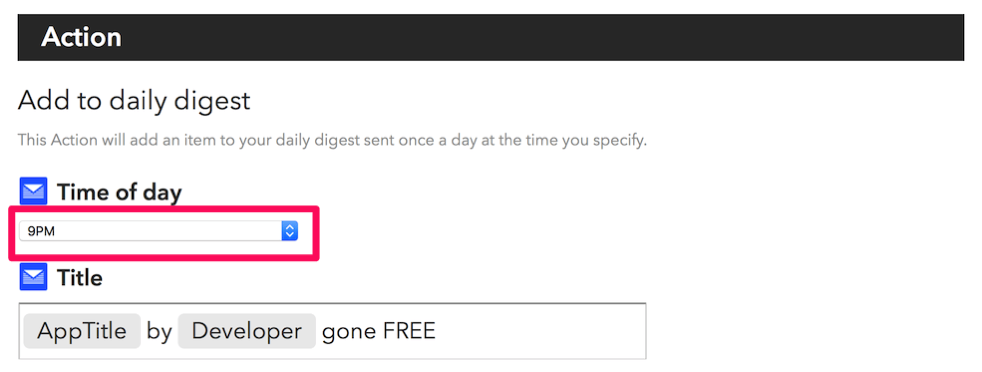 Action
Add to daily digest
This Action will add an item to your daily digest sent once a day at the time you specify.
Time of day
9PM
Title
AppTitle by Developer gone FREE